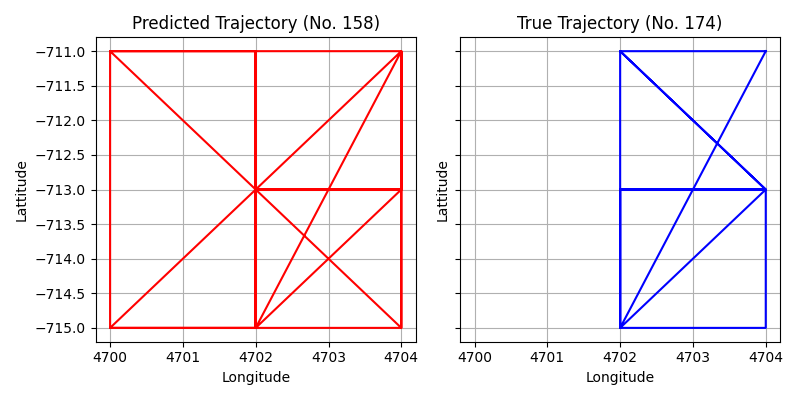 Predicted Trajectory (No. 158)
True Trajectory (No. 174)
−711.0
−711.5
−712.0
−712.5
−713.0
−713.5
−714.0
−714.5
−715.0
Lattitude
Lattitude
4700 4701 4702 4703 4704
4700 4701 4702 4703 4704
Longitude
Longitude